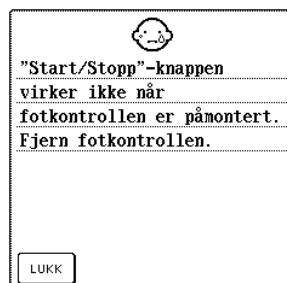 "Start/Stopp"-knappen
virker ikke når
fotkontrollen er påmontert.
Fjern fotkontrollen.
LUKK